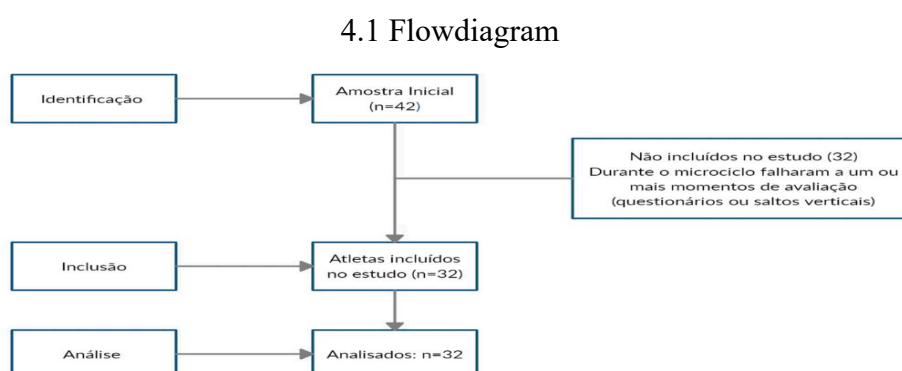 4.1 Flowdiagram
Identificação
Amostra Inicial
(n=42)
Não incluídos no estudo (32)
Durante o microciclo falharam a um ou
mais momentos de avaliação
(questionários ou saltos verticais)
Inclusão
Atletas incluídos
no estudo (n=32)
Análise
Analisados: n=32